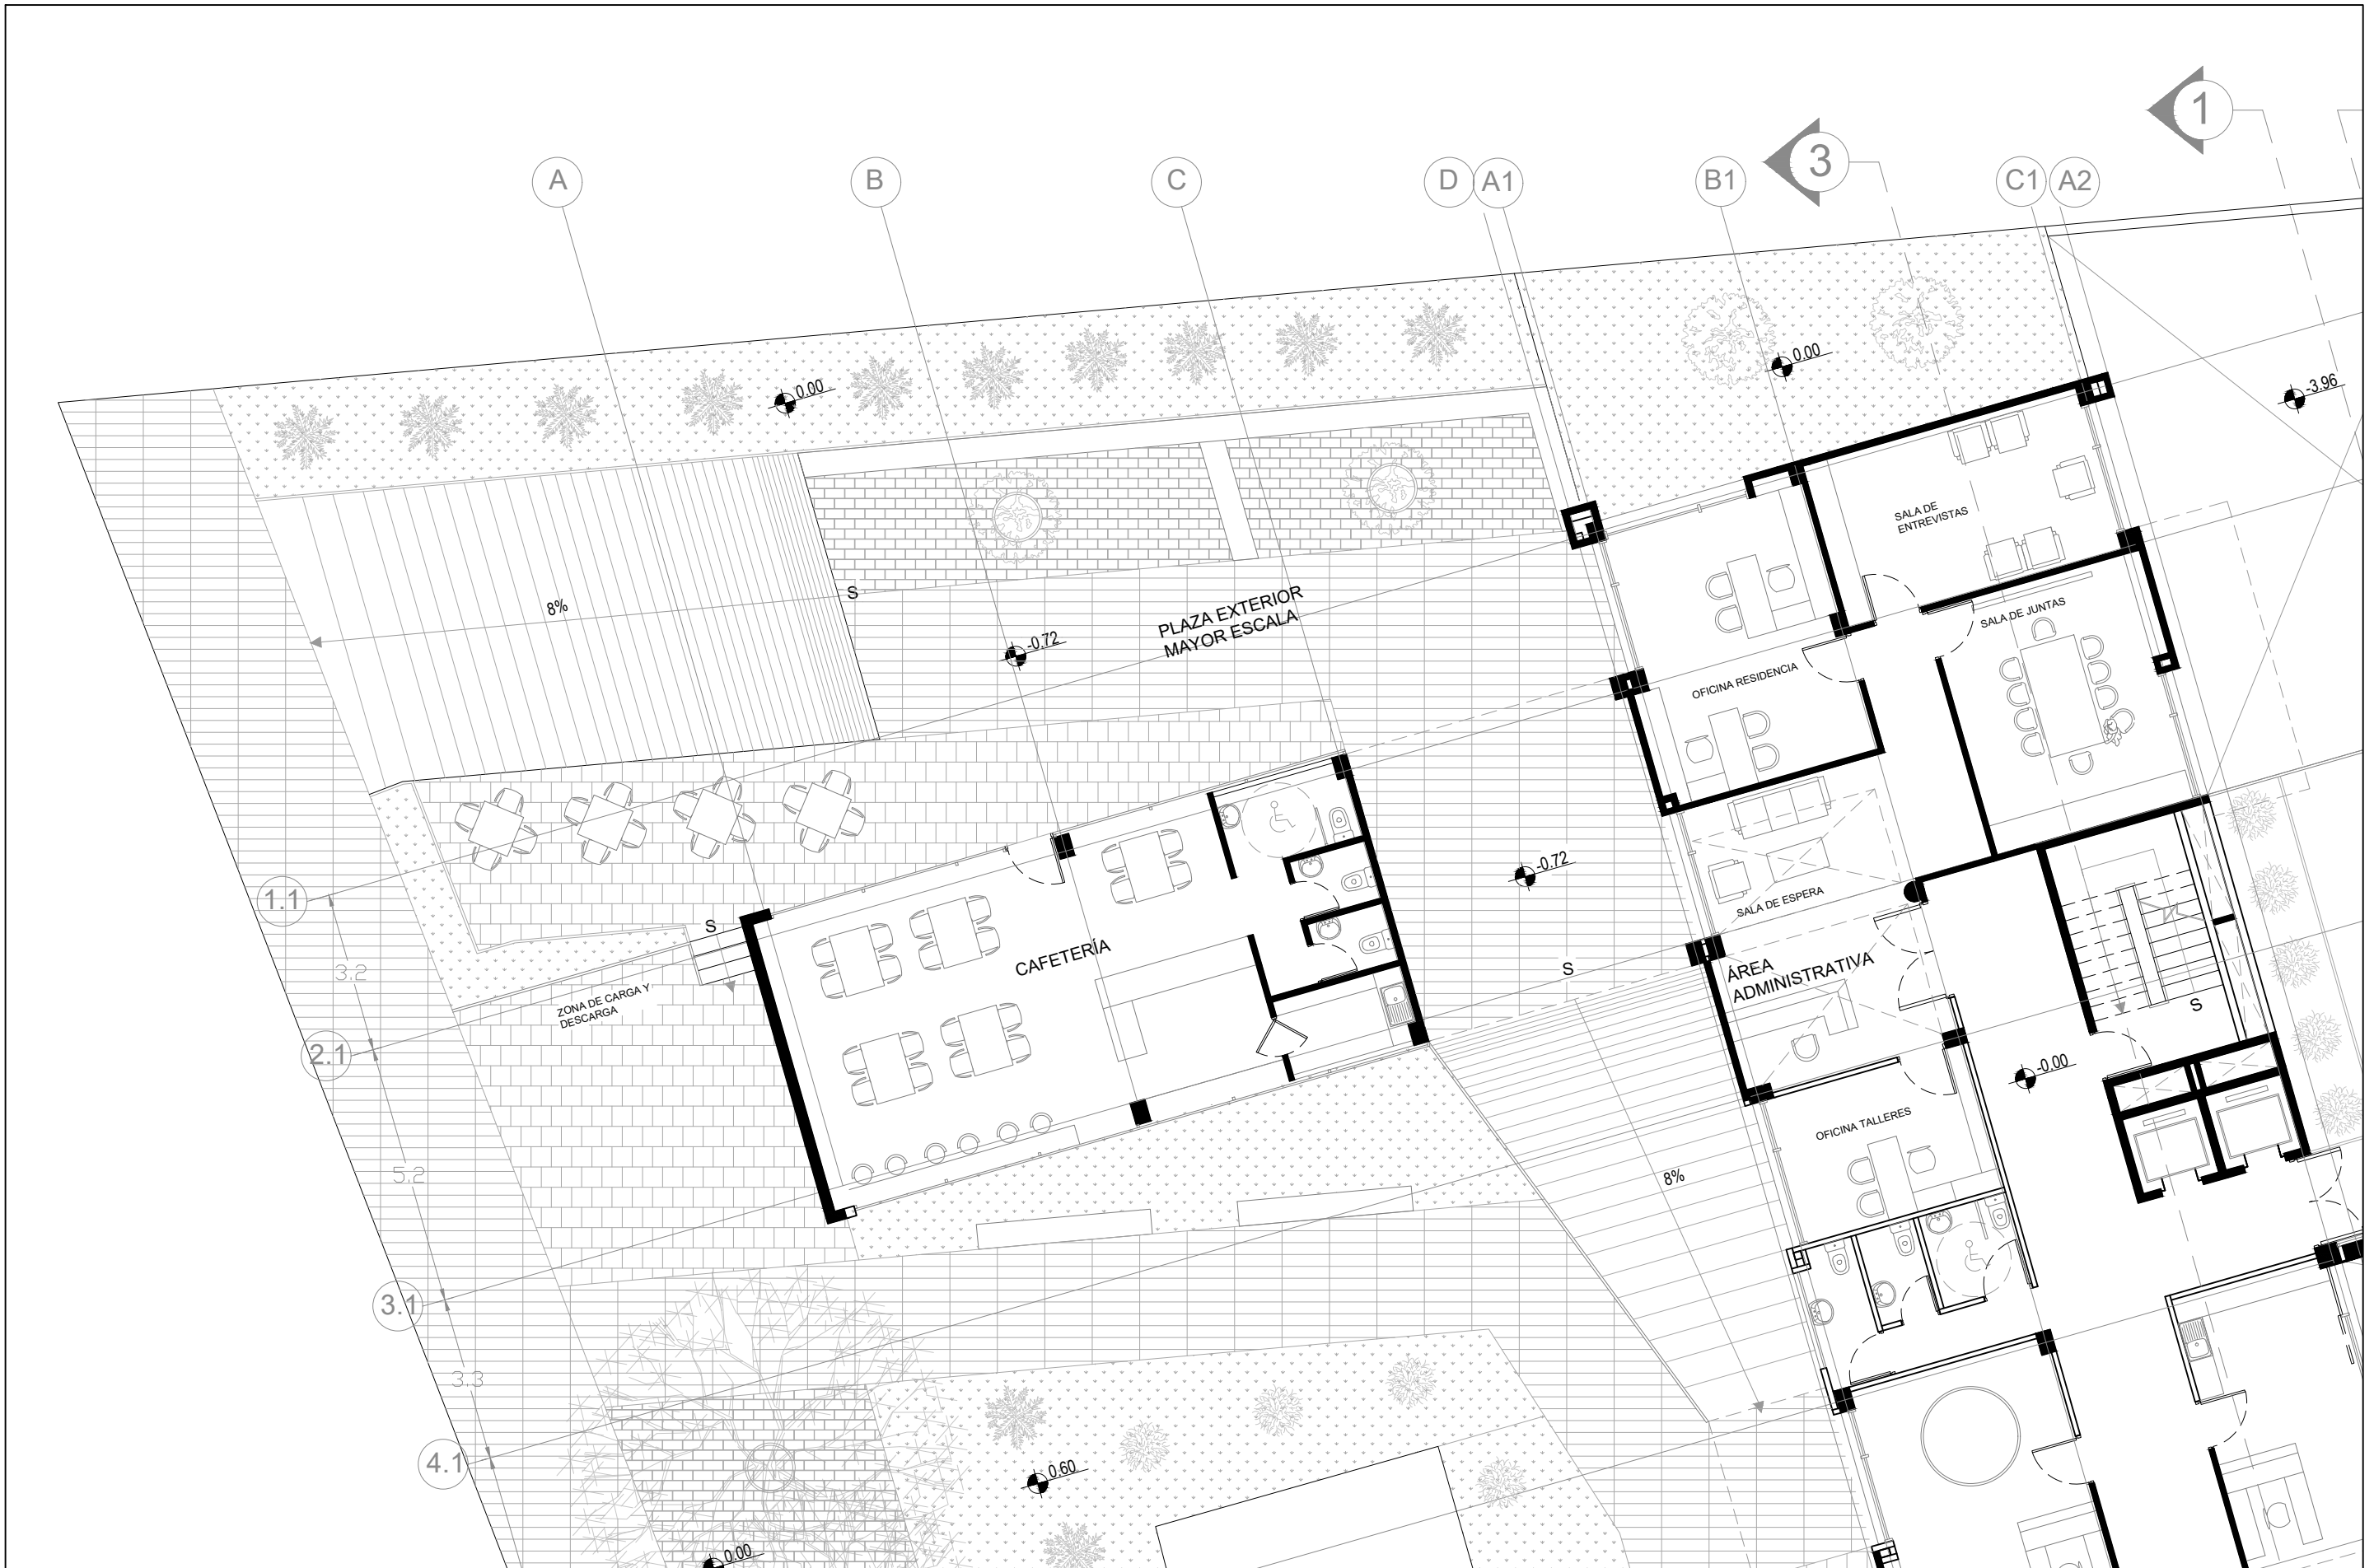 1
3
A
B
C
D
A1
B1
C1
A2
0.00
0.00
-3.96
SALA DE
ENTREVISTAS
S
8%
PLAZA EXTERIOR
MAYOR ESCALA
-0.72
SALA DE JUNTAS
OFICINA RESIDENCIA
-0.72
1.1
SALA DE ESPERA
S
CAFETERÍA
S
ÁREA
ADMINISTRATIVA
3.2
ZONA DE CARGA Y
DESCARGA
S
2.1
-0.00
OFICINA TALLERES
5.2
8%
3.1
3.3
4.1
0.60
0.00